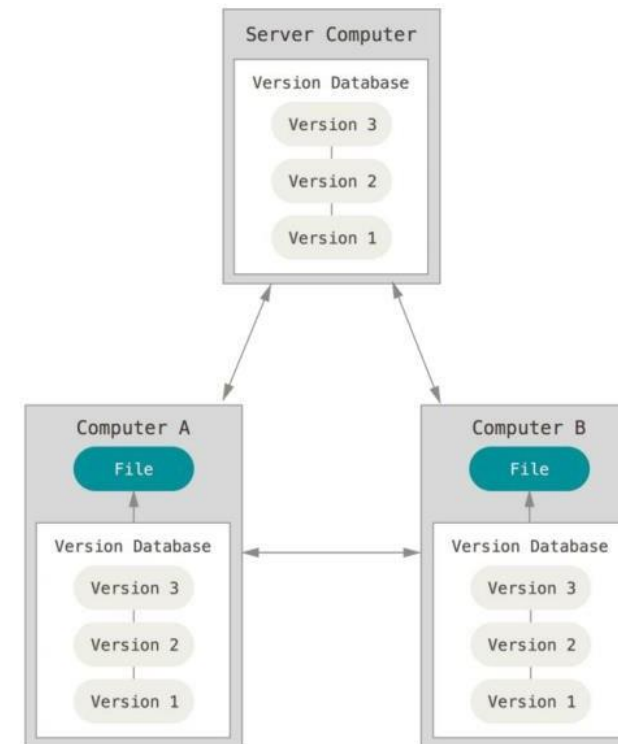 Server Computer
Version Database
Version 3
Version 2
Version 1
Computer A
File
Version Database
Version 3
Version 2
Version 1
Computer B
File
Version Database
Version 3
Version 2
Version 1